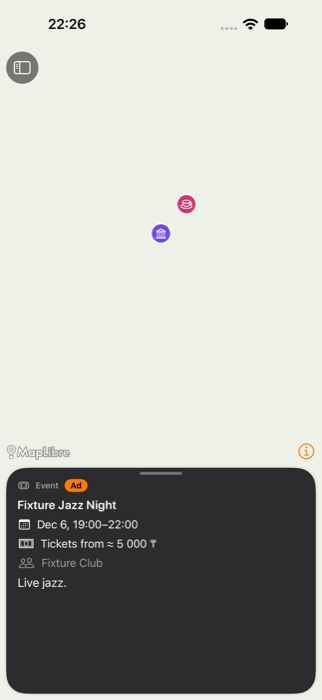 22:26
MapLibre
Event Ad
Fixture Jazz Night
Dec 6, 19:00–22:00
Tickets from ≈ 5 000 ₸
Fixture Club
Live jazz.